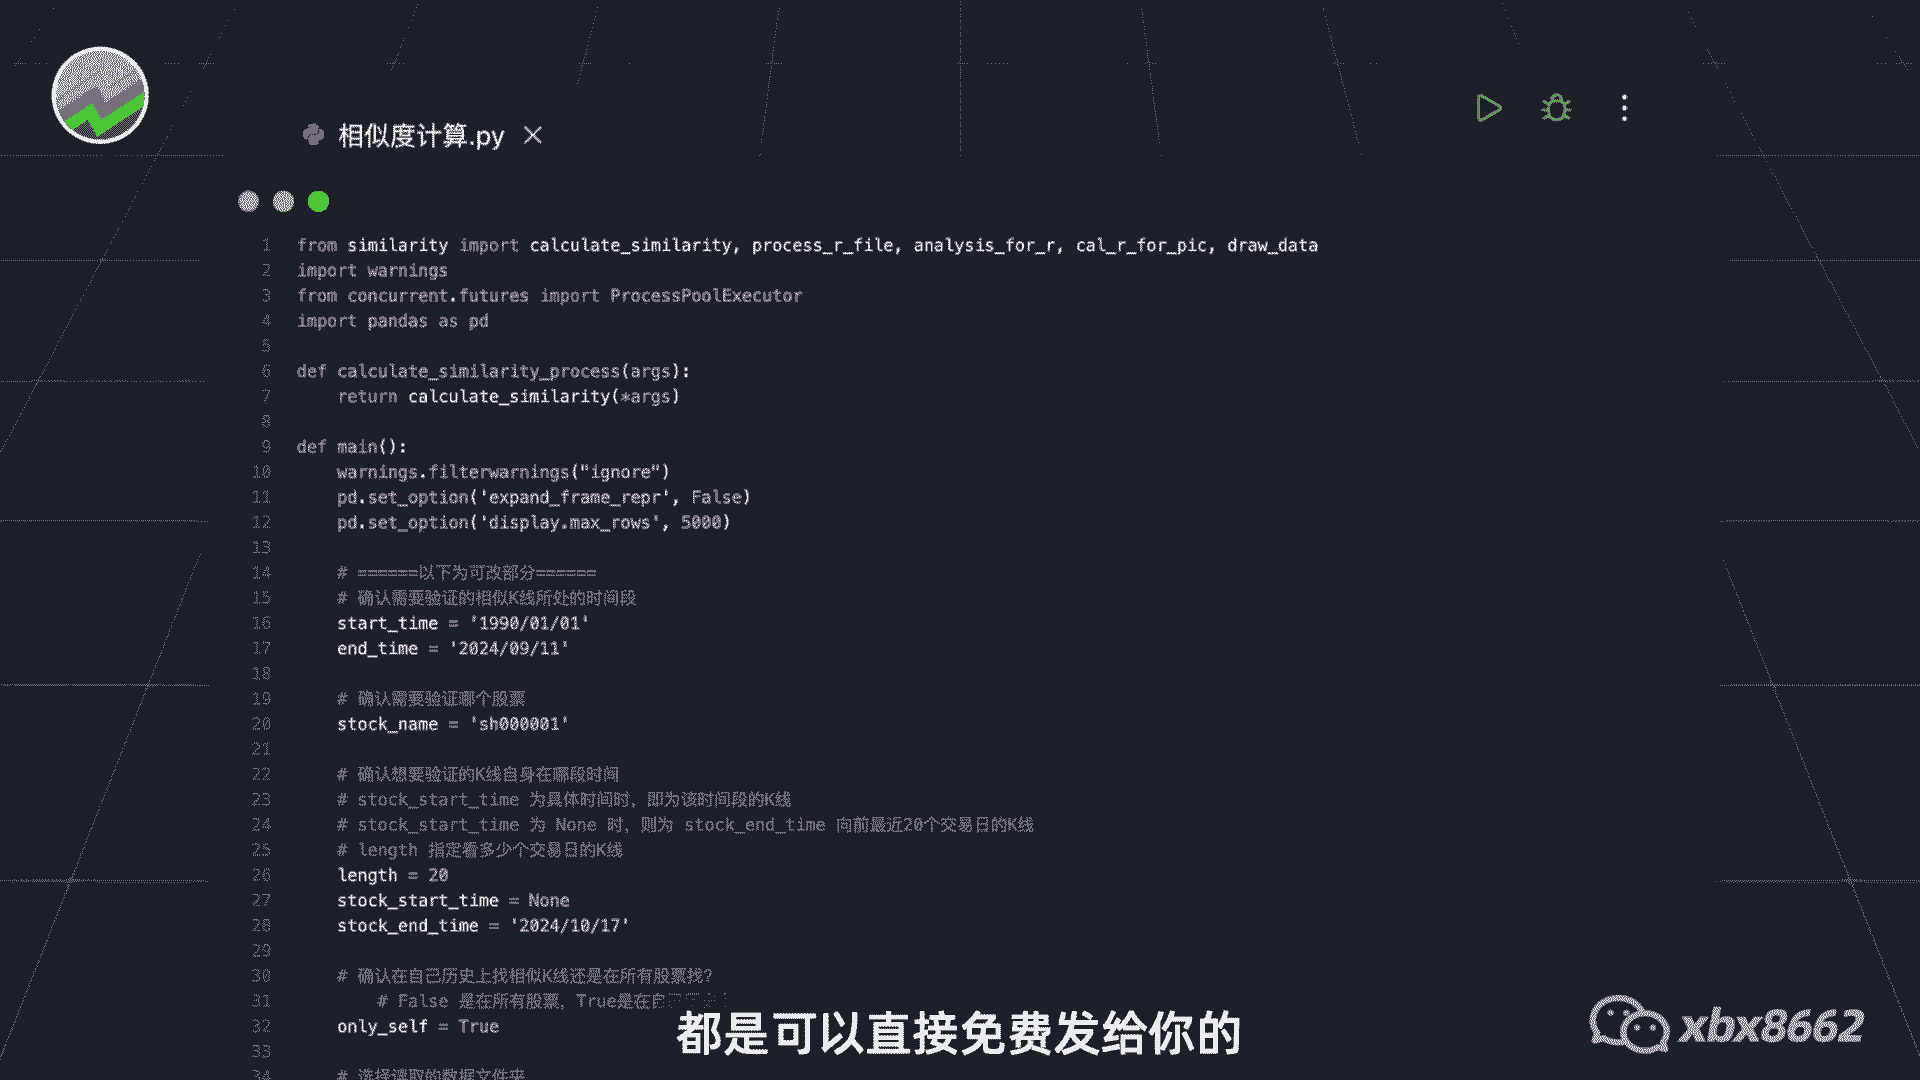 相似度计算.py
1 from similarity import calculate_similarity, process_r_file, analysis_for_r, cal_r_for_pic, draw_data
2 import warnings
3 from concurrent.futures import ProcessPoolExecutor
4 import pandas as pd
5
6 def calculate_similarity_process(args):
7     return calculate_similarity(*args)
8
9 def main():
10     warnings.filterwarnings("ignore")
11     pd.set_option('expand_frame_repr', False)
12     pd.set_option('display.max_rows', 5000)
13
14     # ======以下为可改部分======
15     # 确认需要验证的相似K线所处的时间段
16     start_time = '1990/01/01'
17     end_time = '2024/09/11'
18
19     # 确认需要验证哪个股票
20     stock_name = 'sh000001'
21
22     # 确认想要验证的K线自身在哪段时间
23     # stock_start_time 为具体时间时，即为该时间段的K线
24     # stock_start_time 为 None 时，则为 stock_end_time 向前最近20个交易日的K线
25     # length 指定看多少个交易日的K线
26     length = 20
27     stock_start_time = None
28     stock_end_time = '2024/10/17'
29
30     # 确认在自己历史上找相似K线还是在所有股票找?
31         # False 是在所有股票，True是在自
32     only_self = True
33
34     # 选择读取的数据文件夹
都是可以直接免费发给你的
xbx8662